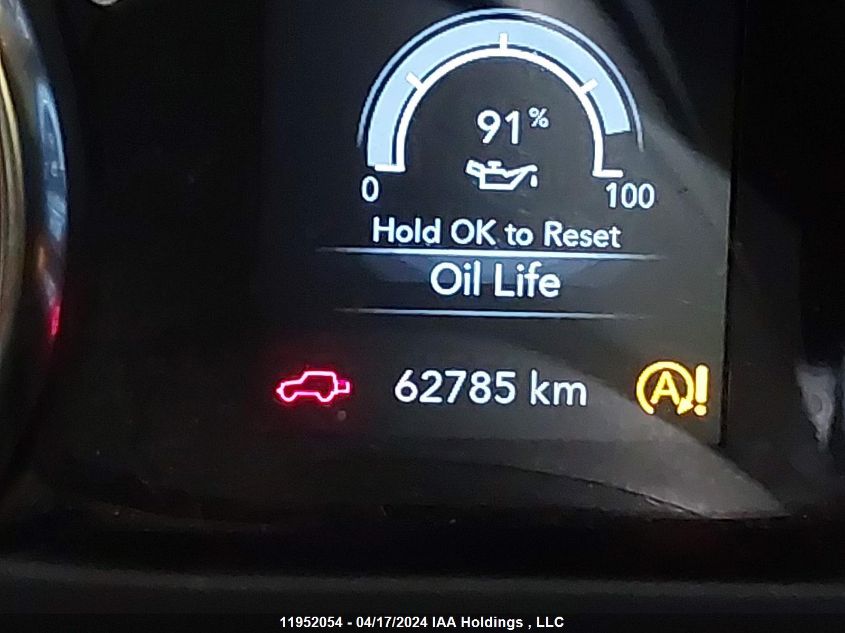 91%
0 100
Hold OK to Reset
Oil Life
62785 km A!
11952054 - 04/17/2024 IAA Holdings , LLC